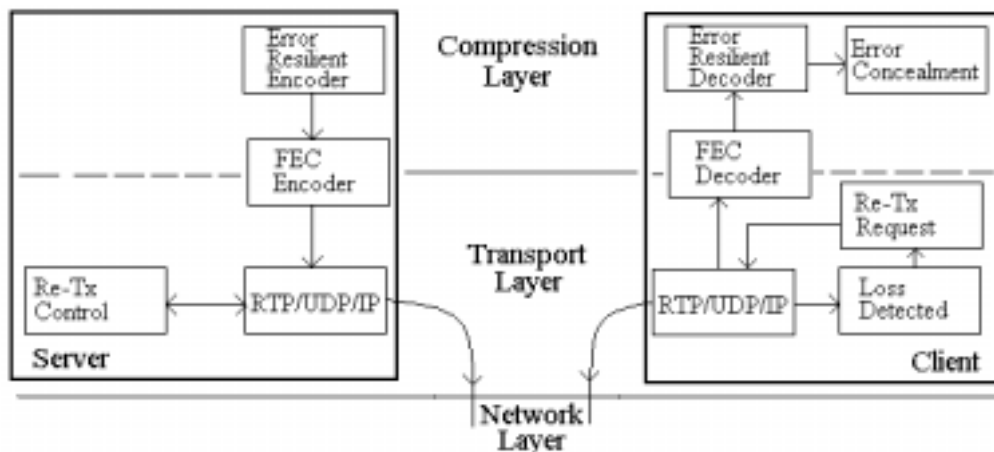 Error
Resilient
Encoder
FEC
Encoder
Re-Tx
Control
RTP/UDP/IP
Server
Compression
Layer
Transport
Layer
Network
Layer
Error
Resilient
Decoder
Error
Concealment
FEC
Decoder
Re-Tx
Request
RTP/UDP/IP
Loss
Detected
Client